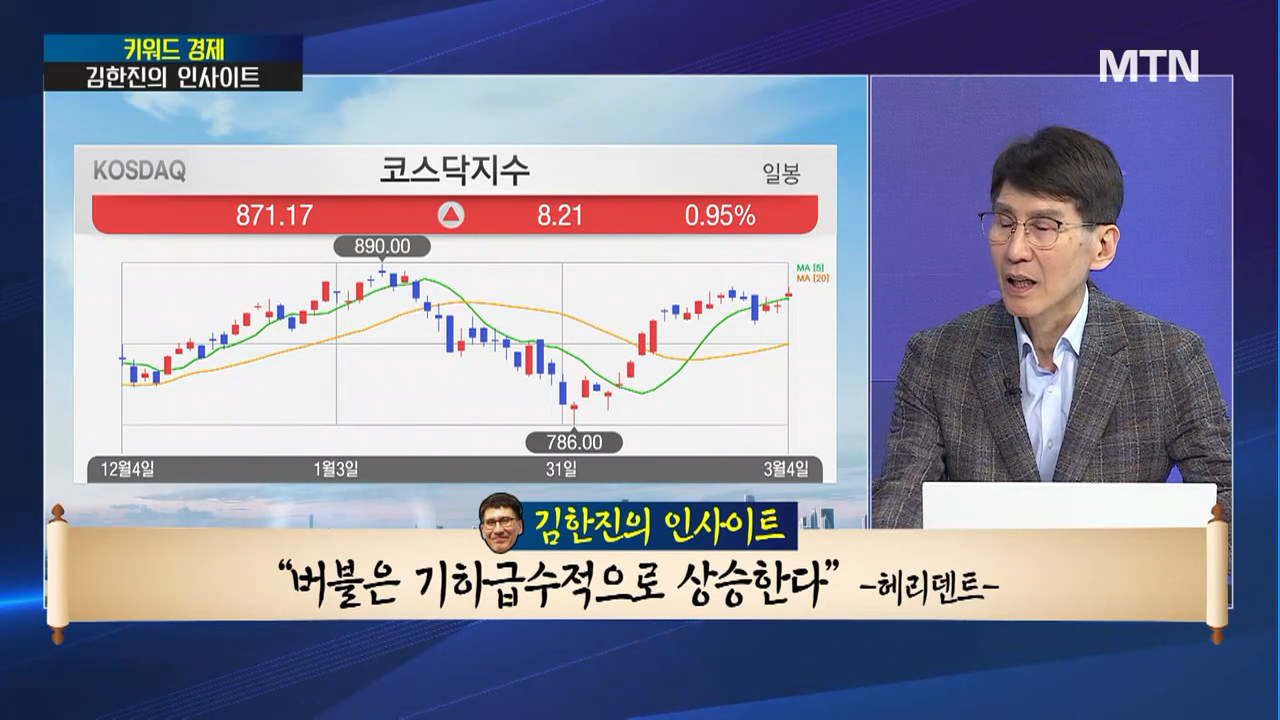 키워드 경제
김한진의 인사이트
MTN
KOSDAQ 코스닥지수 일봉
871.17 8.21 0.95%
890.00
MA [5]
MA [20]
786.00
12월4일 1월3일 31일 3월4일
김한진의 인사이트
“버블은 기하급수적으로 상승한다” -헤리덴트-